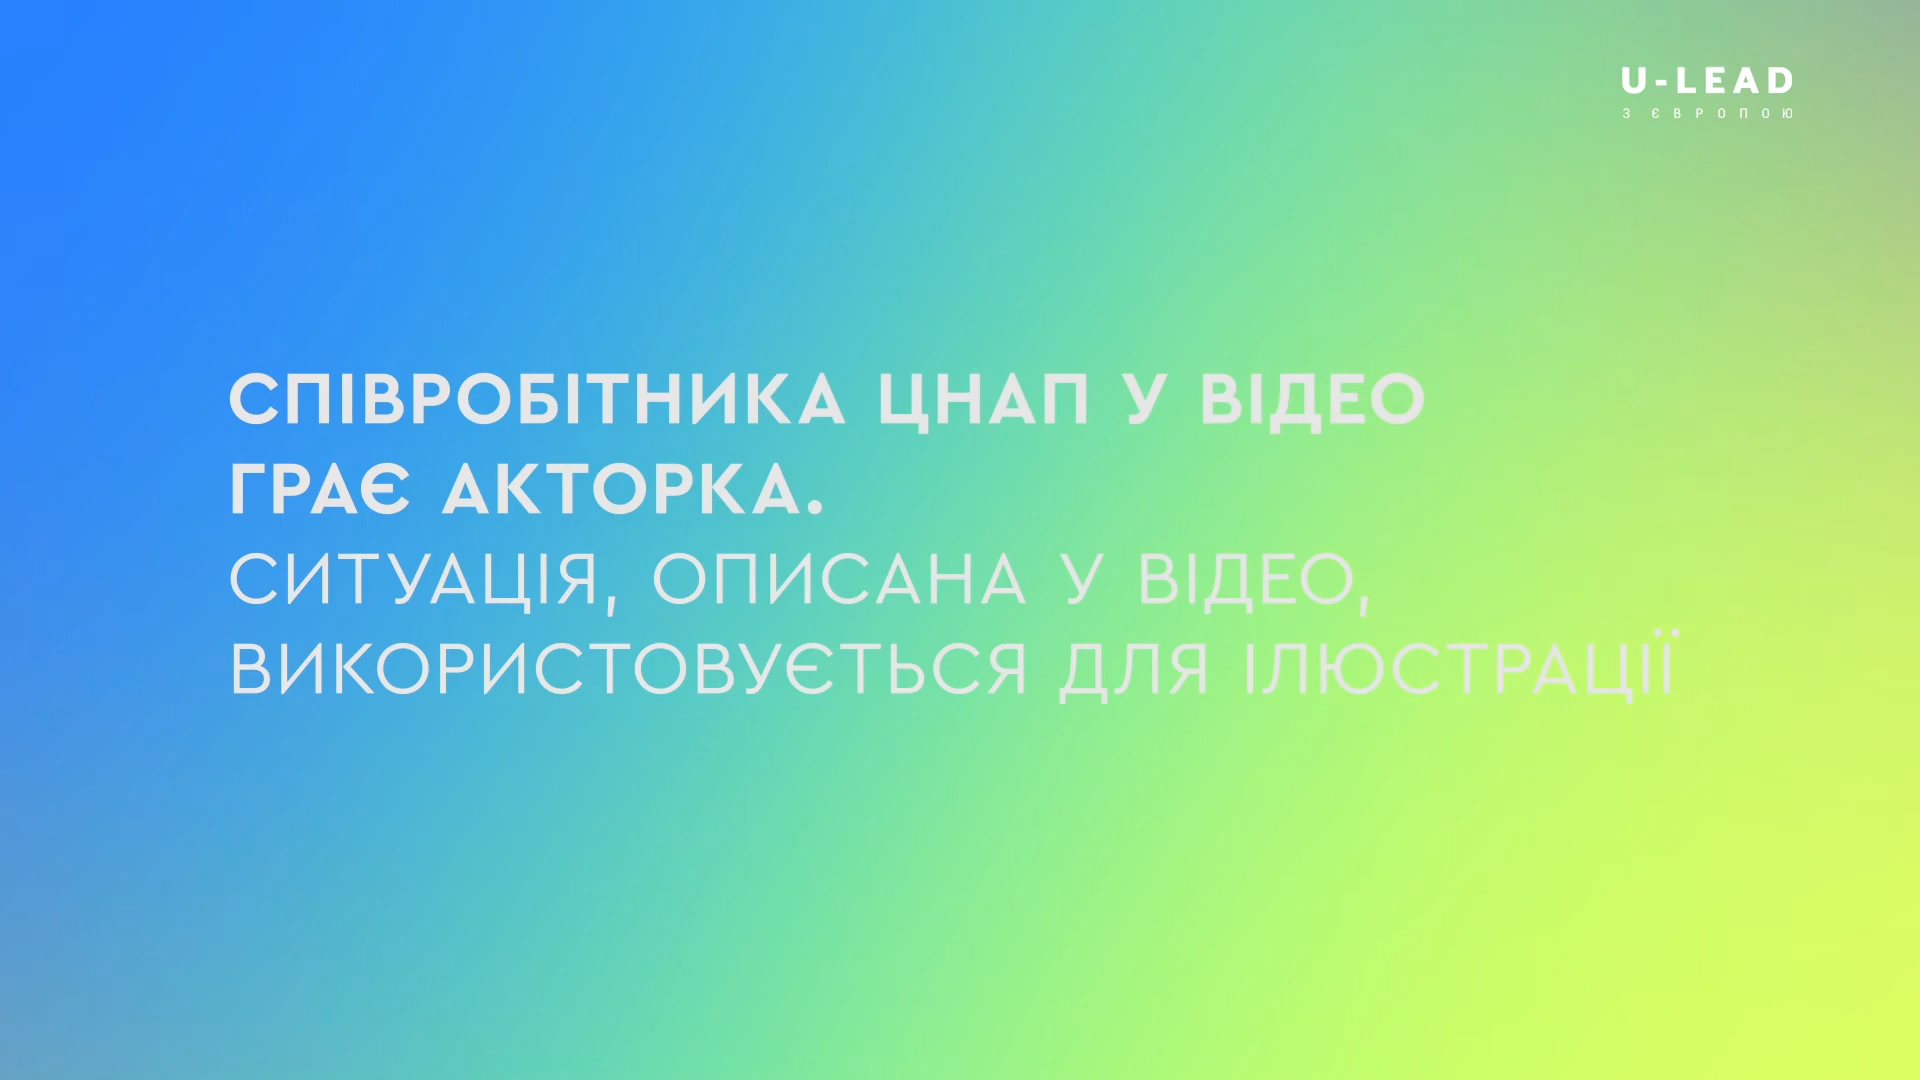 U-LEAD
З ЄВРОПОЮ
СПІВРОБІТНИКА ЦНАП У ВІДЕО
ГРАЄ АКТОРКА.
СИТУАЦІЯ, ОПИСАНА У ВІДЕО,
ВИКОРИСТОВУЄТЬСЯ ДЛЯ ІЛЮСТРАЦІЇ